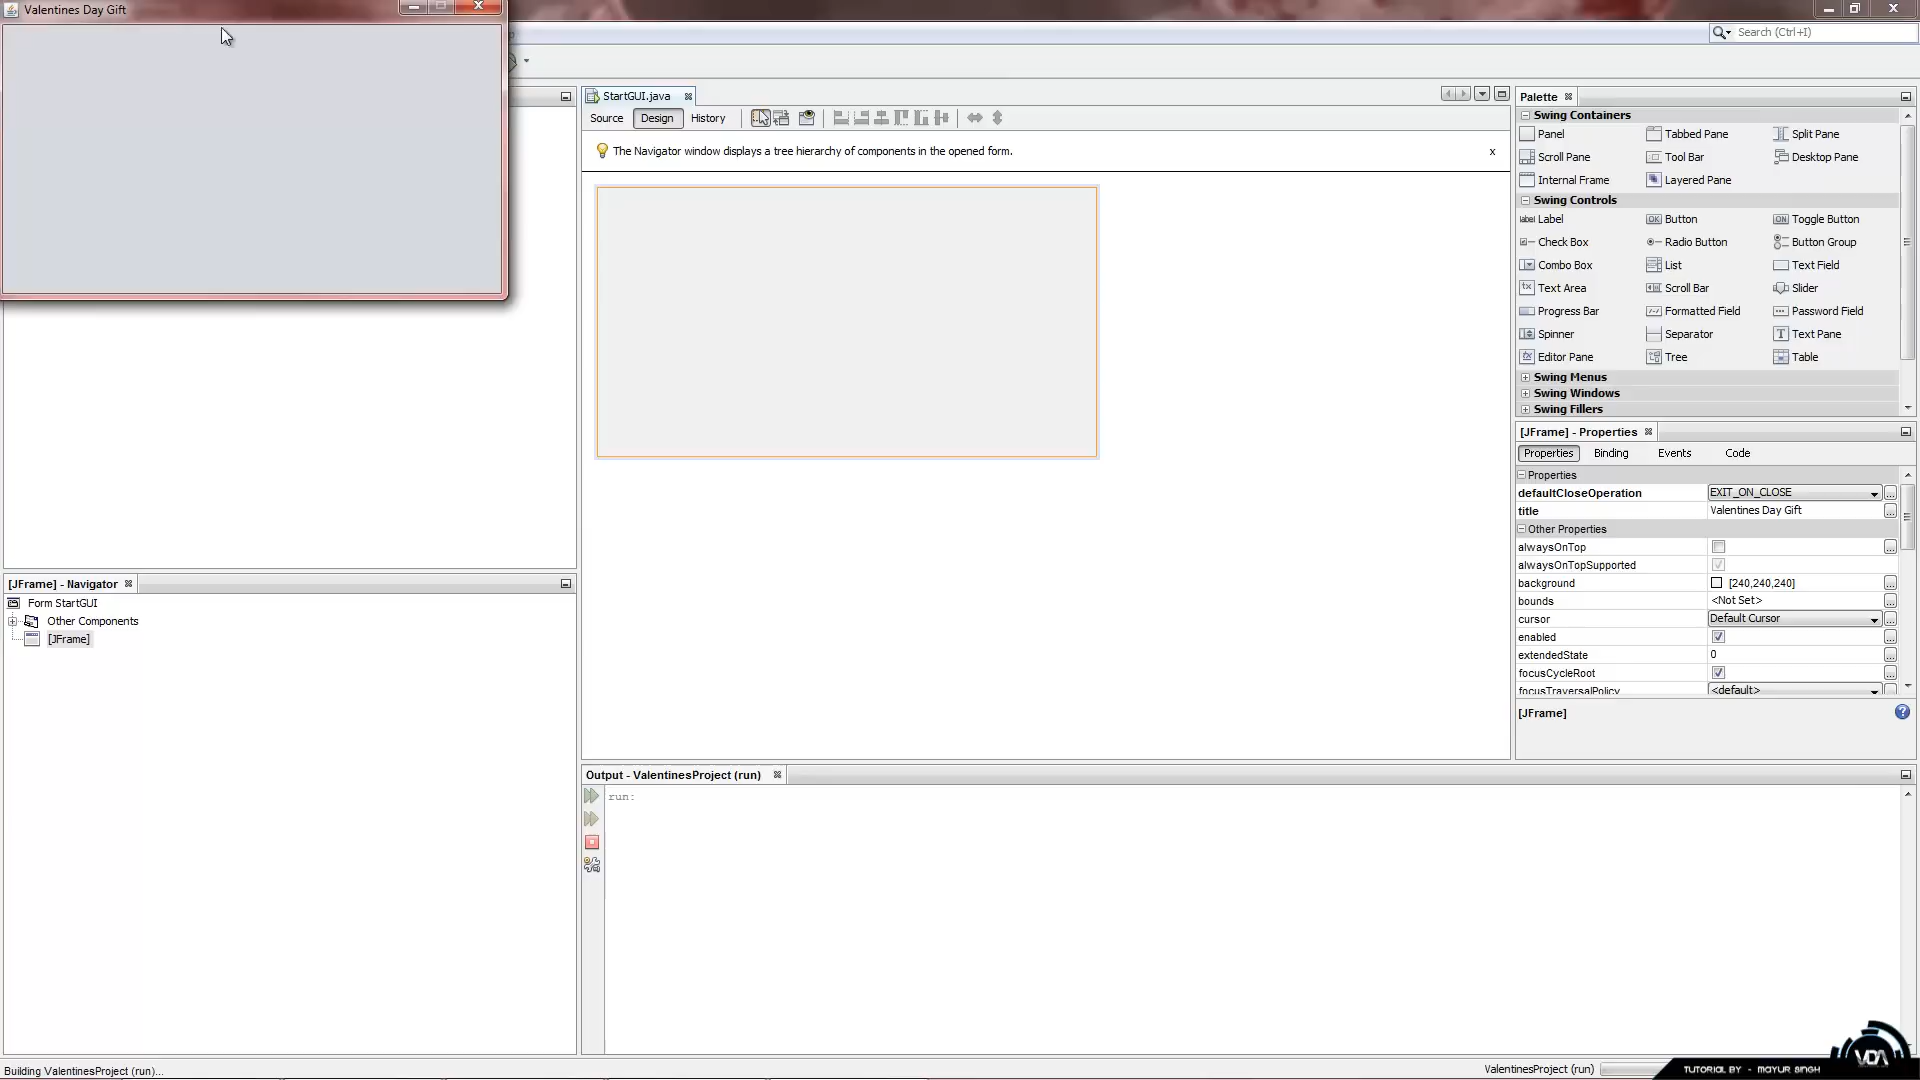 Valentines Day Gift
Search (Ctrl+I)
StartGUI.java
Source Design History
The Navigator window displays a tree hierarchy of components in the opened form. x
Palette
Swing Containers
Panel Tabbed Pane Split Pane
Scroll Pane Tool Bar Desktop Pane
Internal Frame Layered Pane
Swing Controls
label Label OK Button ON Toggle Button
Check Box Radio Button Button Group
Combo Box List Text Field
Text Area Scroll Bar Slider
Progress Bar Formatted Field Password Field
Spinner Separator Text Pane
Editor Pane Tree Table
Swing Menus
Swing Windows
Swing Fillers
[JFrame] - Properties
Properties Binding Events Code
Properties
defaultCloseOperation EXIT_ON_CLOSE ...
title Valentines Day Gift ...
Other Properties
alwaysOnTop ...
alwaysOnTopSupported
background [240,240,240] ...
bounds <Not Set> ...
cursor Default Cursor ...
enabled ...
extendedState 0 ...
focusCycleRoot ...
focusTraversalPolicy <default> ...
[JFrame]
[JFrame] - Navigator
Form StartGUI
Other Components
[JFrame]
Output - ValentinesProject (run)
run:
Building ValentinesProject (run)...
ValentinesProject (run)
TUTORIAL BY - MAYUR SINGH
VDA